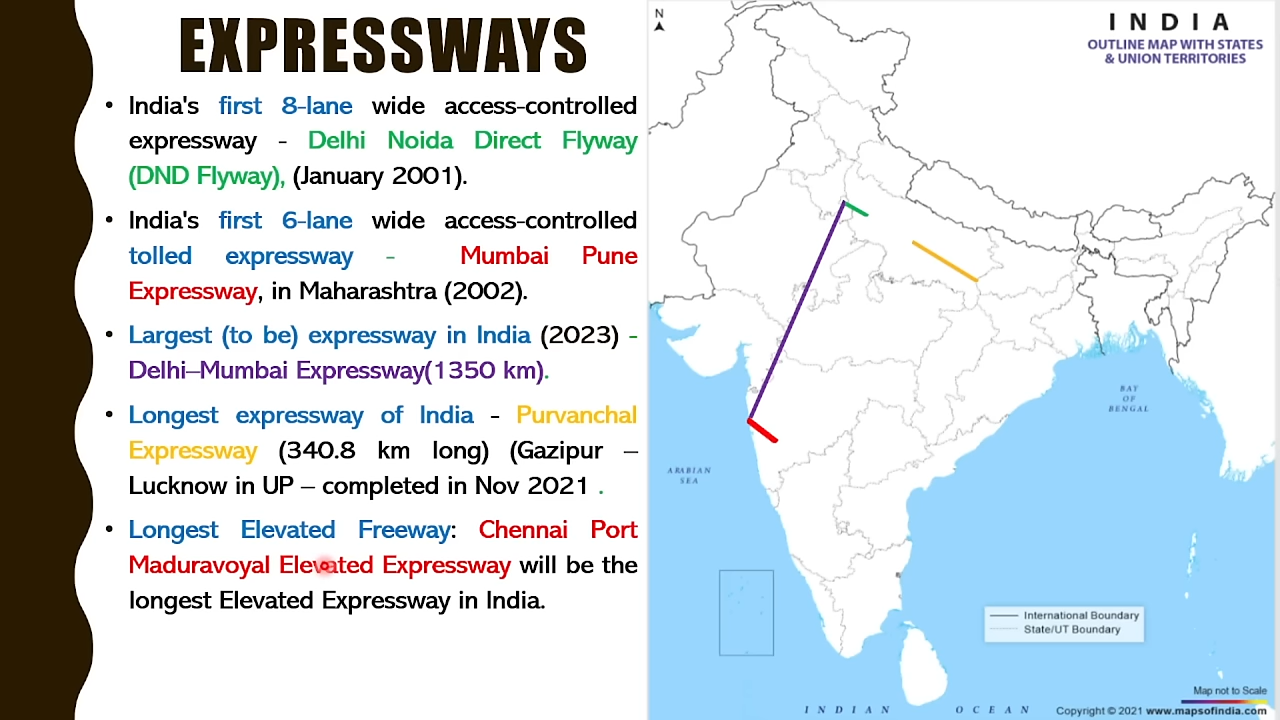 EXPRESSWAYS
• India's first 8-lane wide access-controlled
expressway - Delhi Noida Direct Flyway
(DND Flyway), (January 2001).
• India's first 6-lane wide access-controlled
tolled expressway - Mumbai Pune
Expressway, in Maharashtra (2002).
• Largest (to be) expressway in India (2023) -
Delhi–Mumbai Expressway(1350 km).
• Longest expressway of India - Purvanchal
Expressway (340.8 km long) (Gazipur –
Lucknow in UP – completed in Nov 2021 .
• Longest Elevated Freeway: Chennai Port
Maduravoyal Elevated Expressway will be the
longest Elevated Expressway in India.
N
INDIA
OUTLINE MAP WITH STATES
& UNION TERRITORIES
BAY
OF
BENGAL
ARABIAN
SEA
International Boundary
State/UT Boundary
Map not to Scale
INDIAN OCEAN
Copyright © 2021 www.mapsofindia.com